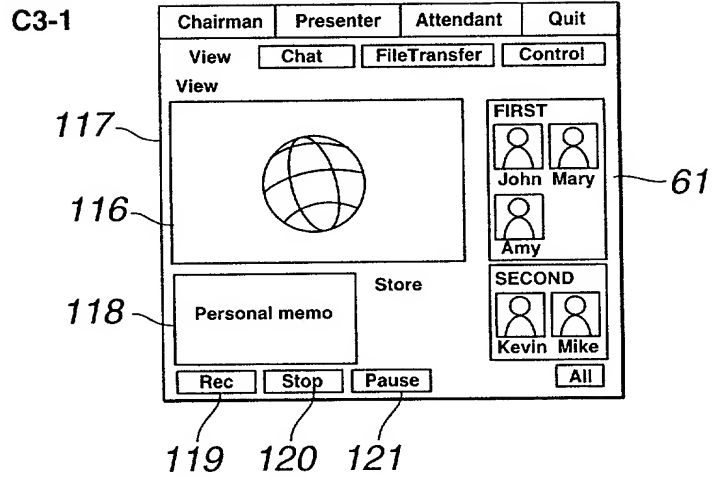 C3-1
Chairman Presenter Attendant Quit
View Chat FileTransfer Control
View
117
116
118
FIRST
John Mary
Amy
61
SECOND
Kevin Mike
Store
Personal memo
Rec Stop Pause All
119 120 121